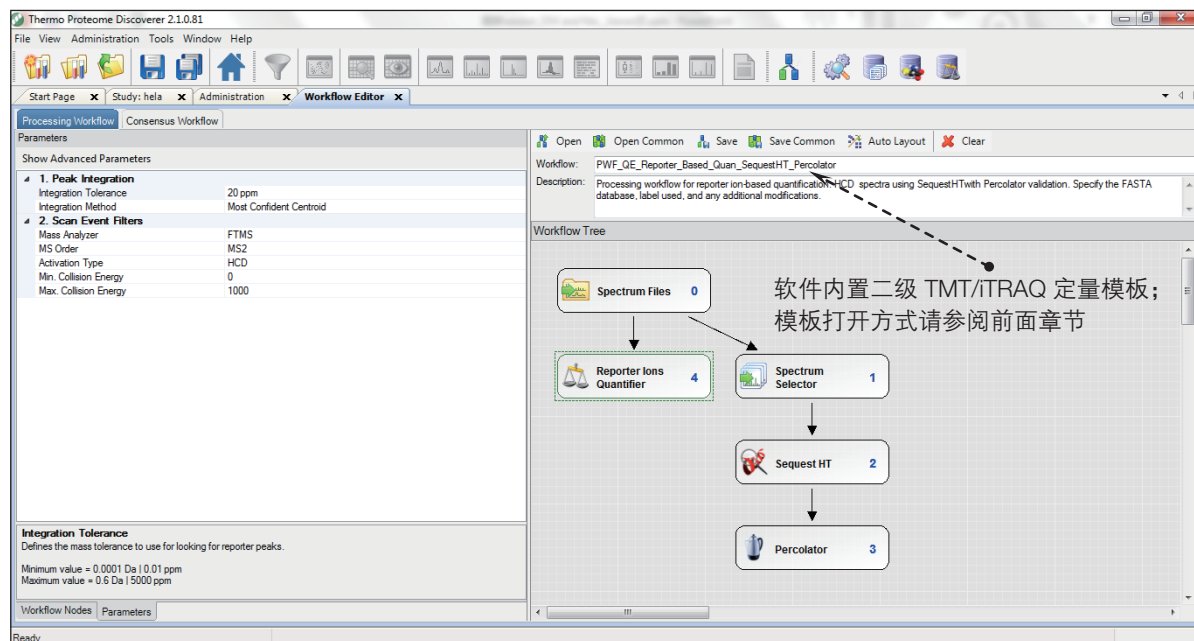 Thermo Proteome Discoverer 2.1.0.81
File View Administration Tools Window Help
Start Page x Study: hela x Administration x Workflow Editor x
Processing Workflow Consensus Workflow
Parameters
Show Advanced Parameters
1. Peak Integration
Integration Tolerance 20 ppm
Integration Method Most Confident Centroid
2. Scan Event Filters
Mass Analyzer FTMS
MS Order MS2
Activation Type HCD
Min. Collision Energy 0
Max. Collision Energy 1000
Integration Tolerance
Defines the mass tolerance to use for looking for reporter peaks.
Minimum value = 0.0001 Da | 0.01 ppm
Maximum value = 0.6 Da | 5000 ppm
Workflow Nodes Parameters
Ready
Open Open Common Save Save Common Auto Layout Clear
Workflow: PWF_QE_Reporter_Based_Quan_SequestHT_Percolator
Description: Processing workflow for reporter ion-based quantification HCD spectra using SequestHTwith Percolator validation. Specify the FASTA
database, label used, and any additional modifications.
Workflow Tree
Spectrum Files 0
软件内置二级 TMT/iTRAQ 定量模板；
模板打开方式请参阅前面章节
Reporter Ions
Quantifier 4
Spectrum
Selector 1
Sequest HT 2
Percolator 3